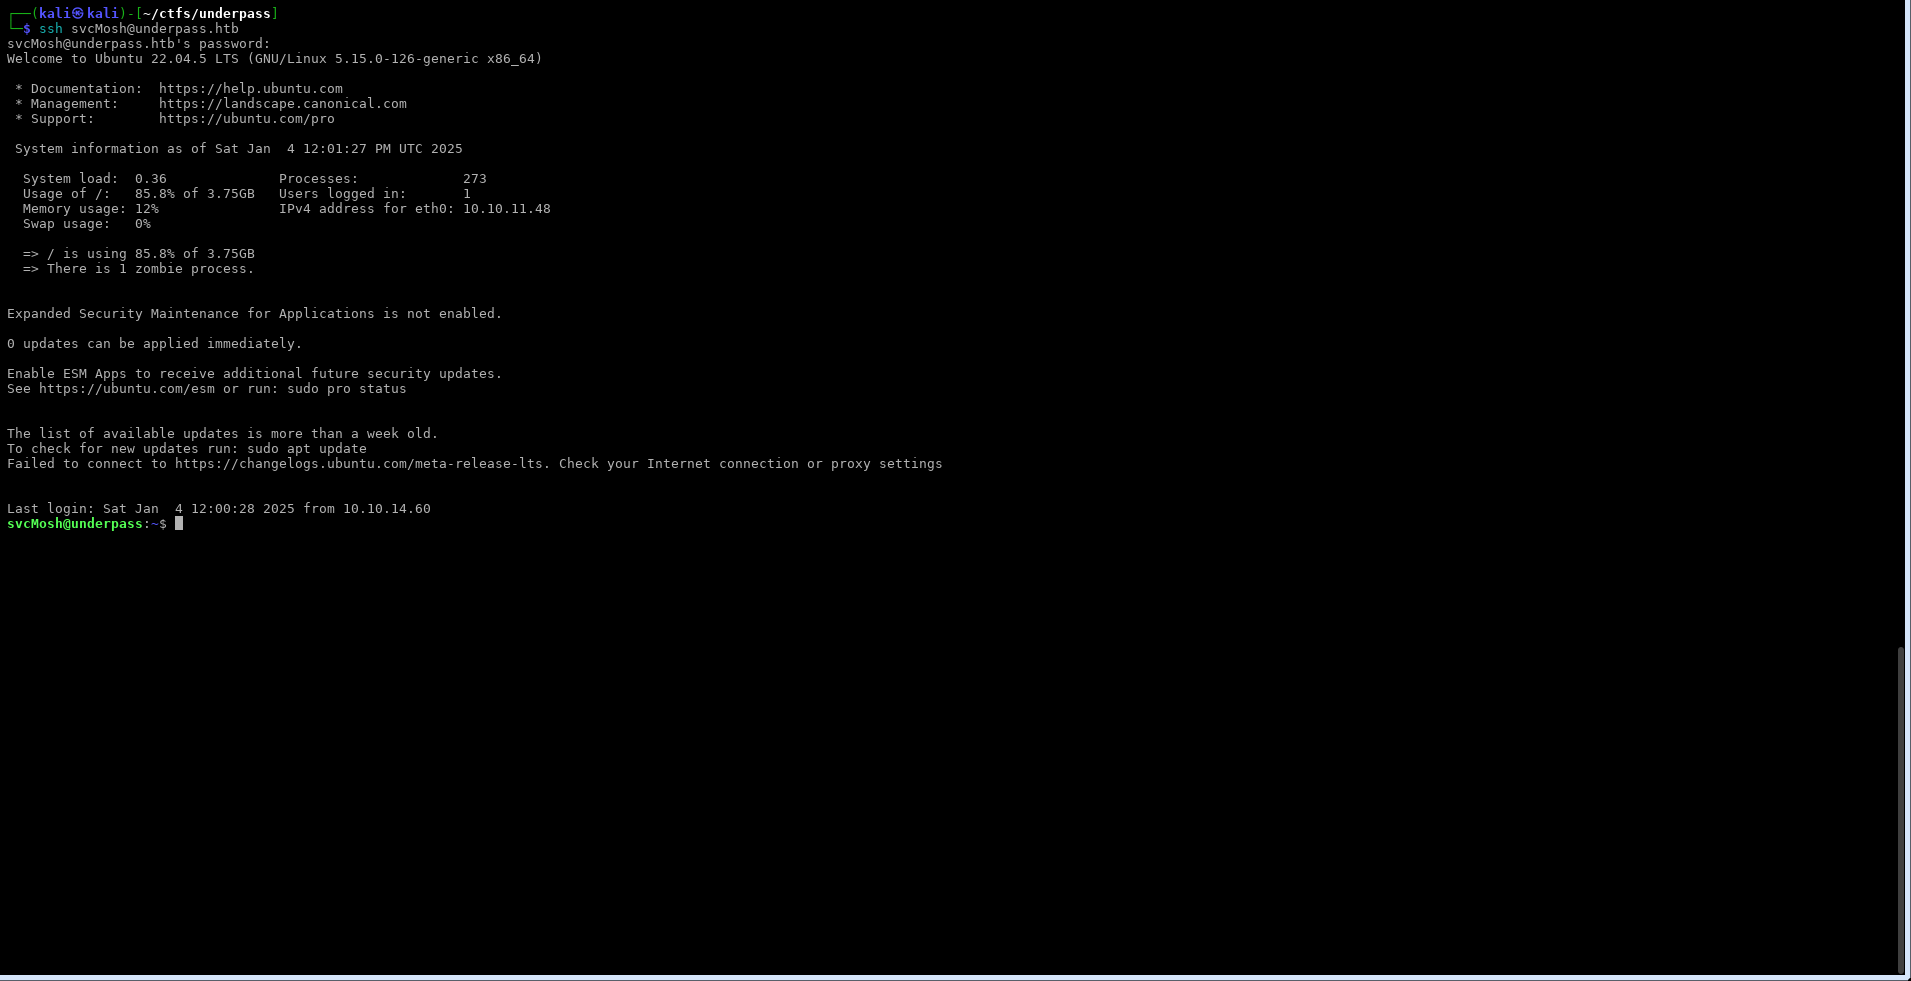 ┌──(kali㉿kali)-[~/ctfs/underpass]
└─$ ssh svcMosh@underpass.htb
svcMosh@underpass.htb's password:
Welcome to Ubuntu 22.04.5 LTS (GNU/Linux 5.15.0-126-generic x86_64)

 * Documentation:  https://help.ubuntu.com
 * Management:     https://landscape.canonical.com
 * Support:        https://ubuntu.com/pro

 System information as of Sat Jan  4 12:01:27 PM UTC 2025

  System load:  0.36              Processes:             273
  Usage of /:   85.8% of 3.75GB   Users logged in:       1
  Memory usage: 12%               IPv4 address for eth0: 10.10.11.48
  Swap usage:   0%

  => / is using 85.8% of 3.75GB
  => There is 1 zombie process.

Expanded Security Maintenance for Applications is not enabled.

0 updates can be applied immediately.

Enable ESM Apps to receive additional future security updates.
See https://ubuntu.com/esm or run: sudo pro status

The list of available updates is more than a week old.
To check for new updates run: sudo apt update
Failed to connect to https://changelogs.ubuntu.com/meta-release-lts. Check your Internet connection or proxy settings

Last login: Sat Jan  4 12:00:28 2025 from 10.10.14.60
svcMosh@underpass:~$